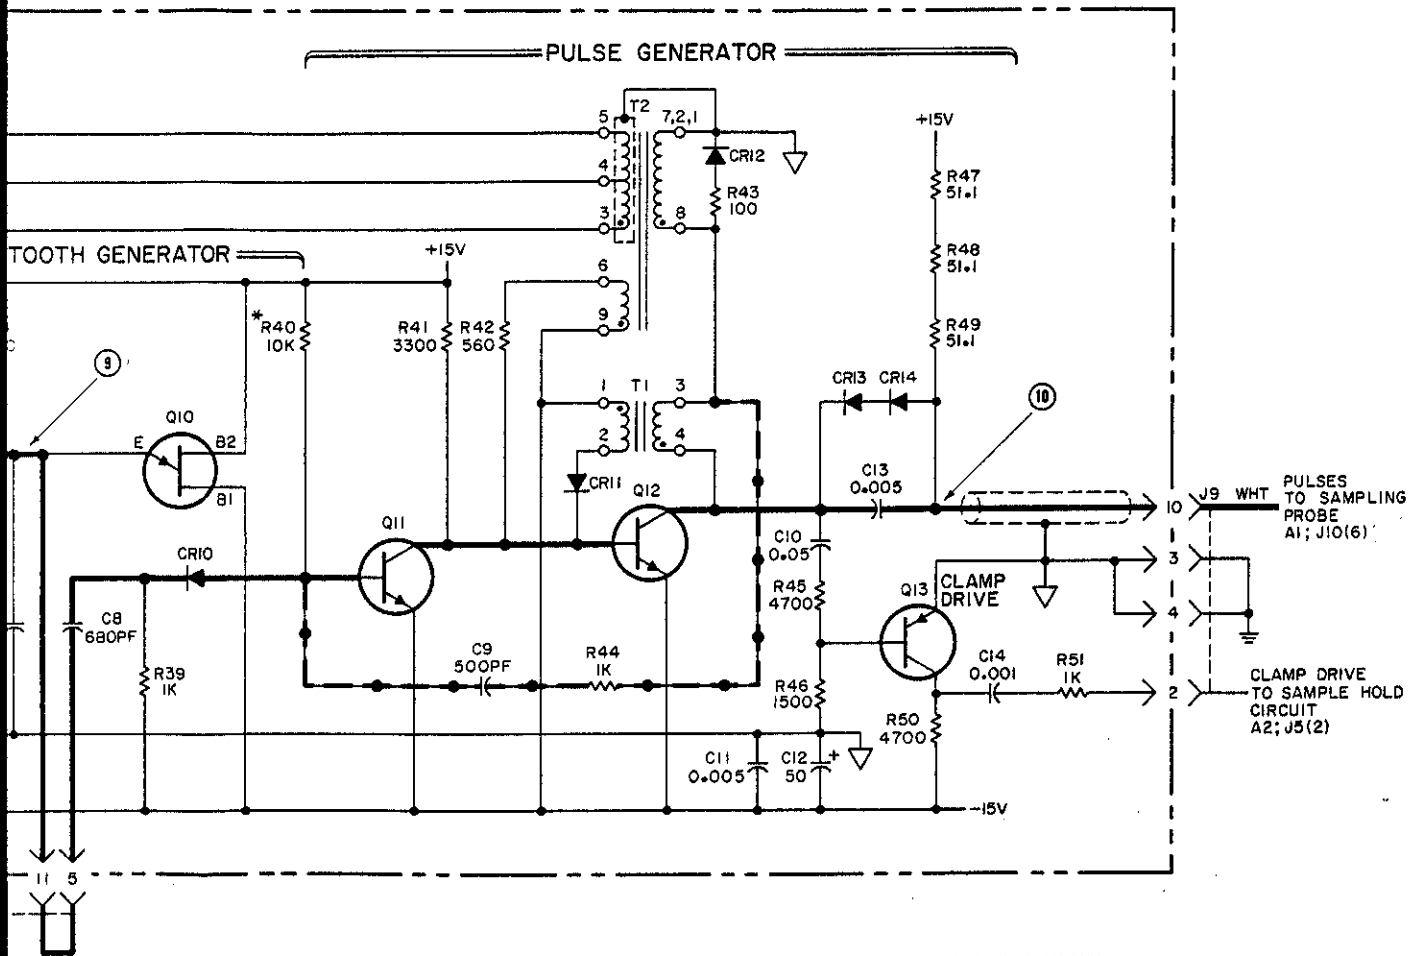 PULSE GENERATOR
5
T2
7,2,1
+15V
CR12
4
R47
51.1
R43
100
3
8
TOOTH GENERATOR
+15V
R48
51.1
6
*
R40
10K
R41
3300
R42
560
9
R49
51.1
9
1
T1
3
CR13
CR14
10
Q10
E
B2
2
4
B1
CR11
Q12
C13
0.005
J9
WHT
PULSES
TO SAMPLING
PROBE
A1; J10(6)
10
Q11
C10
0.05
CR10
3
R45
4700
Q13
CLAMP
DRIVE
C8
680PF
4
C9
500PF
R44
1K
R39
1K
C14
0.001
R51
1K
R46
1500
2
CLAMP DRIVE
TO SAMPLE HOLD
CIRCUIT
A2; J5(2)
R50
4700
C11
0.005
C12
50
+
-15V
11
5